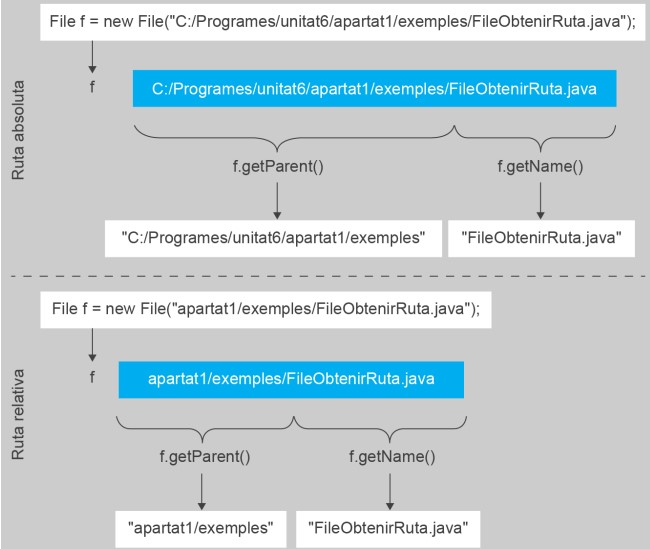 File f = new File("C:/Programes/unitat6/apartat1/exemples/FileObtenirRuta.java");
Ruta absoluta
f
C:/Programes/unitat6/apartat1/exemples/FileObtenirRuta.java
f.getParent()
f.getName()
"C:/Programes/unitat6/apartat1/exemples"
"FileObtenirRuta.java"
File f = new File("apartat1/exemples/FileObtenirRuta.java");
Ruta relativa
f
apartat1/exemples/FileObtenirRuta.java
f.getParent()
f.getName()
"apartat1/exemples"
"FileObtenirRuta.java"